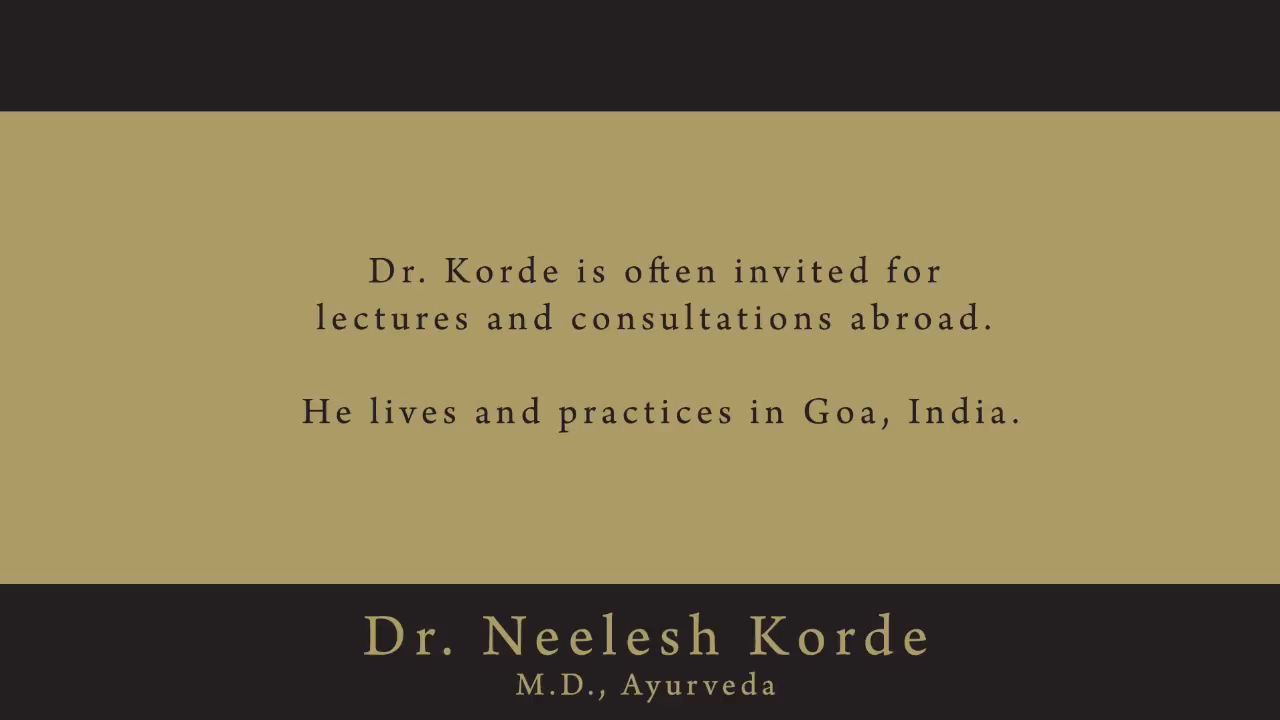 Dr. Korde is often invited for
lectures and consultations abroad.
He lives and practices in Goa, India.
Dr. Neelesh Korde
M.D., Ayurveda